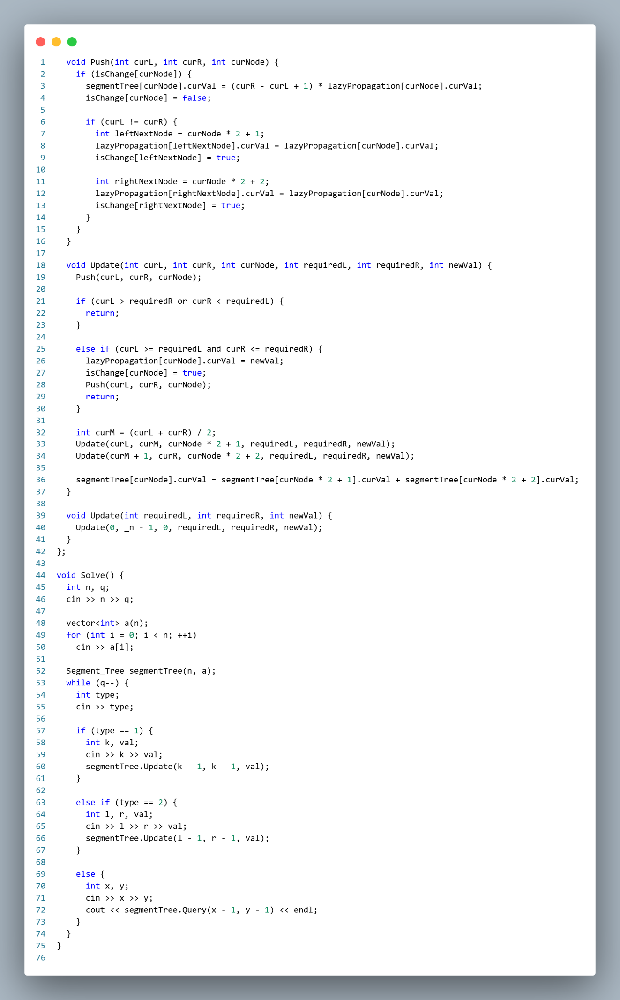 1 void Push(int curL, int curR, int curNode) {
2 if (isChange[curNode]) {
3 segmentTree[curNode].curVal = (curR - curL + 1) * lazyPropagation[curNode].curVal;
4 isChange[curNode] = false;
5
6 if (curL != curR) {
7 int leftNextNode = curNode * 2 + 1;
8 lazyPropagation[leftNextNode].curVal = lazyPropagation[curNode].curVal;
9 isChange[leftNextNode] = true;
10
11 int rightNextNode = curNode * 2 + 2;
12 lazyPropagation[rightNextNode].curVal = lazyPropagation[curNode].curVal;
13 isChange[rightNextNode] = true;
14 }
15 }
16 }
17
18 void Update(int curL, int curR, int curNode, int requiredL, int requiredR, int newVal) {
19 Push(curL, curR, curNode);
20
21 if (curL > requiredR or curR < requiredL) {
22 return;
23 }
24
25 else if (curL >= requiredL and curR <= requiredR) {
26 lazyPropagation[curNode].curVal = newVal;
27 isChange[curNode] = true;
28 Push(curL, curR, curNode);
29 return;
30 }
31
32 int curM = (curL + curR) / 2;
33 Update(curL, curM, curNode * 2 + 1, requiredL, requiredR, newVal);
34 Update(curM + 1, curR, curNode * 2 + 2, requiredL, requiredR, newVal);
35
36 segmentTree[curNode].curVal = segmentTree[curNode * 2 + 1].curVal + segmentTree[curNode * 2 + 2].curVal;
37 }
38
39 void Update(int requiredL, int requiredR, int newVal) {
40 Update(0, _n - 1, 0, requiredL, requiredR, newVal);
41 }
42 };
43
44 void Solve() {
45 int n, q;
46 cin >> n >> q;
47
48 vector<int> a(n);
49 for (int i = 0; i < n; ++i)
50 cin >> a[i];
51
52 Segment_Tree segmentTree(n, a);
53 while (q--) {
54 int type;
55 cin >> type;
56
57 if (type == 1) {
58 int k, val;
59 cin >> k >> val;
60 segmentTree.Update(k - 1, k - 1, val);
61 }
62
63 else if (type == 2) {
64 int l, r, val;
65 cin >> l >> r >> val;
66 segmentTree.Update(l - 1, r - 1, val);
67 }
68
69 else {
70 int x, y;
71 cin >> x >> y;
72 cout << segmentTree.Query(x - 1, y - 1) << endl;
73 }
74 }
75 }
76